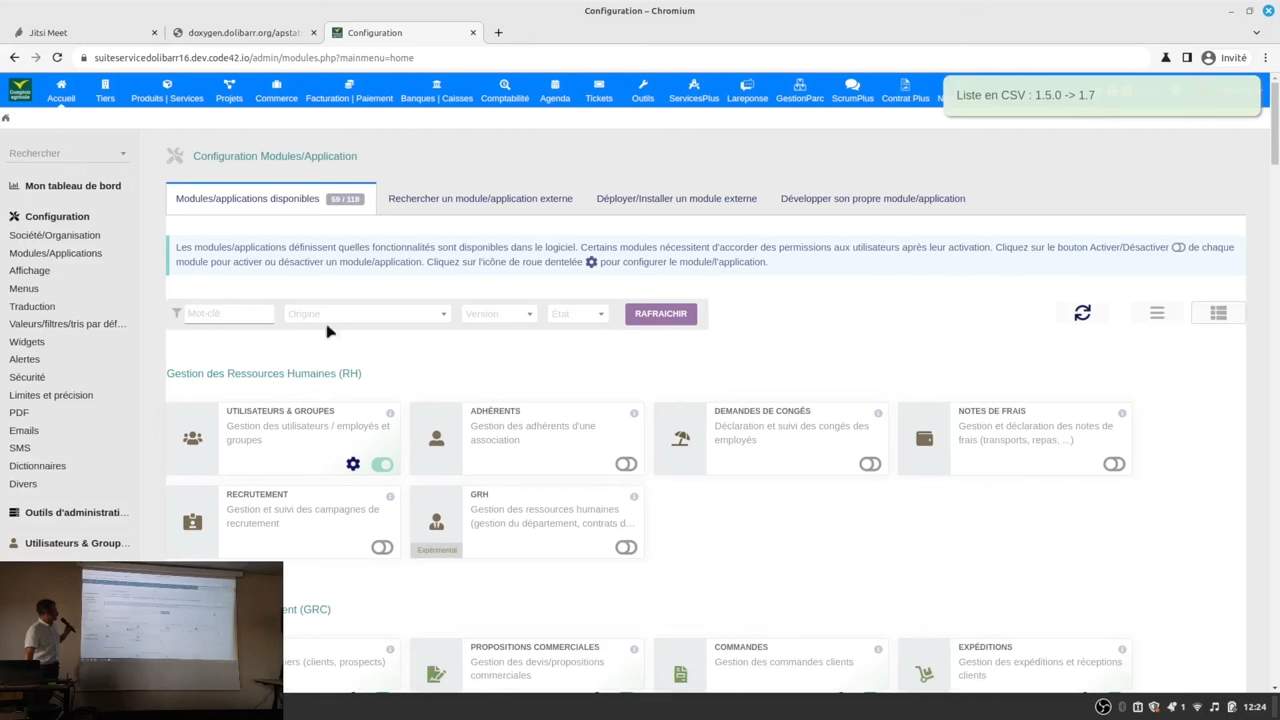 Configuration – Chromium
Jitsi Meet
doxygen.dolibarr.org/apstat
Configuration
suiteservicedolibarr16.dev.code42.io/admin/modules.php?mainmenu=home
Invité
Accueil
Tiers
Produits | Services
Projets
Commerce
Facturation | Paiement
Banques | Caisses
Comptabilité
Agenda
Tickets
Outils
ServicesPlus
Lareponse
GestionParc
ScrumPlus
Contrat Plus
Liste en CSV : 1.5.0 -> 1.7
Rechercher
Mon tableau de bord
Configuration
Société/Organisation
Modules/Applications
Affichage
Menus
Traduction
Valeurs/filtres/tris par déf...
Widgets
Alertes
Sécurité
Limites et précision
PDF
Emails
SMS
Dictionnaires
Divers
Outils d'administrati...
Utilisateurs & Group...
Configuration Modules/Application
Modules/applications disponibles 59 / 118
Rechercher un module/application externe
Déployer/Installer un module externe
Développer son propre module/application
Les modules/applications définissent quelles fonctionnalités sont disponibles dans le logiciel. Certains modules nécessitent d'accorder des permissions aux utilisateurs après leur activation. Cliquez sur le bouton Activer/Désactiver de chaque
module pour activer ou désactiver un module/application. Cliquez sur l'icône de roue dentelée pour configurer le module/l'application.
Mot-clé
Origine
Version
État
RAFRAICHIR
Gestion des Ressources Humaines (RH)
UTILISATEURS & GROUPES
Gestion des utilisateurs / employés et
groupes
ADHÉRENTS
Gestion des adhérents d'une
association
DEMANDES DE CONGÉS
Déclaration et suivi des congés des
employés
NOTES DE FRAIS
Gestion et déclaration des notes de
frais (transports, repas, ...)
RECRUTEMENT
Gestion et suivi des campagnes de
recrutement
GRH
Gestion des ressources humaines
(gestion du département, contrats d...
Expérimental
ent (GRC)
iers (clients, prospects)
PROPOSITIONS COMMERCIALES
Gestion des devis/propositions
commerciales
COMMANDES
Gestion des commandes clients
EXPÉDITIONS
Gestion des expéditions et réceptions
clients
1
12:24